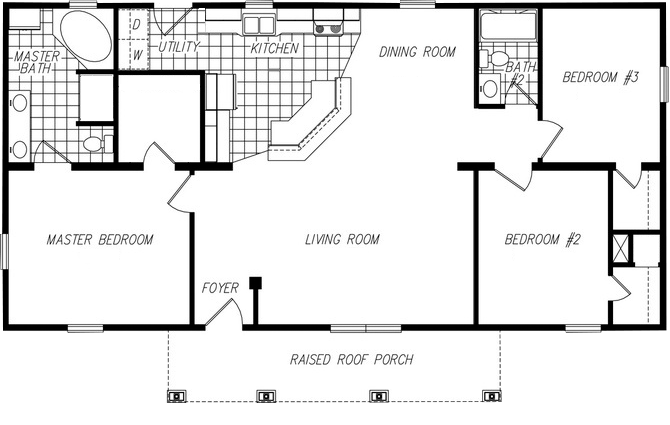 D
W
UTILITY
KITCHEN
DINING ROOM
MASTER
BATH
BATH
#2
BEDROOM #3
MASTER BEDROOM
LIVING ROOM
BEDROOM #2
FOYER
RAISED ROOF PORCH